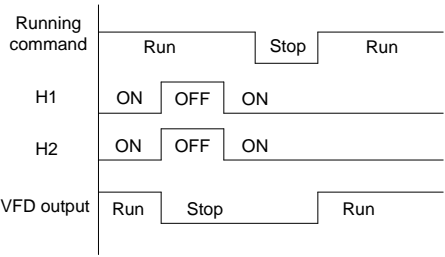 Running
command
Run Stop Run
H1 ON OFF ON
H2 ON OFF ON
VFD output Run Stop Run